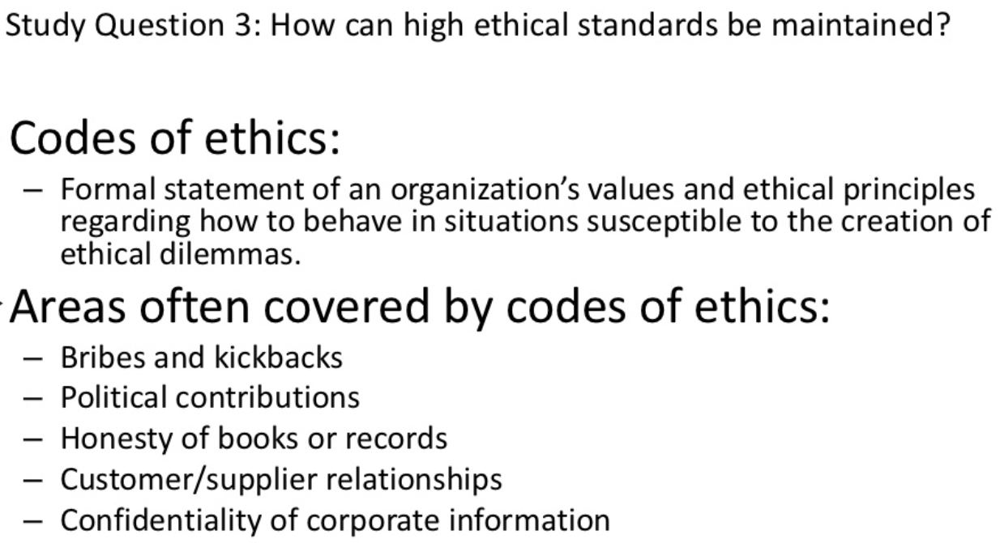 Study Question 3: How can high ethical standards be maintained?
Codes of ethics:
– Formal statement of an organization’s values and ethical principles
regarding how to behave in situations susceptible to the creation of
ethical dilemmas.
Areas often covered by codes of ethics:
– Bribes and kickbacks
– Political contributions
– Honesty of books or records
– Customer/supplier relationships
– Confidentiality of corporate information